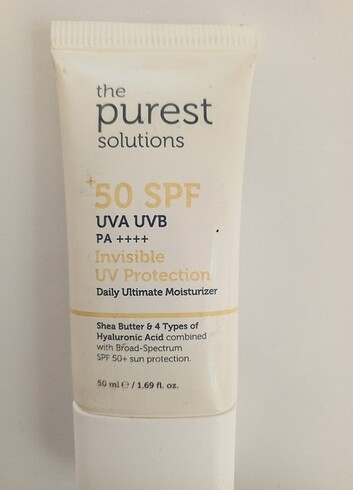 the
purest
solutions
+50 SPF
UVA UVB
PA ++++
Invisible
UV Protection
Daily Ultimate Moisturizer
Shea Butter & 4 Types of
Hyaluronic Acid combined
with Broad-Spectrum
SPF 50+ sun protection.
50 ml ℮ / 1.69 fl. oz.